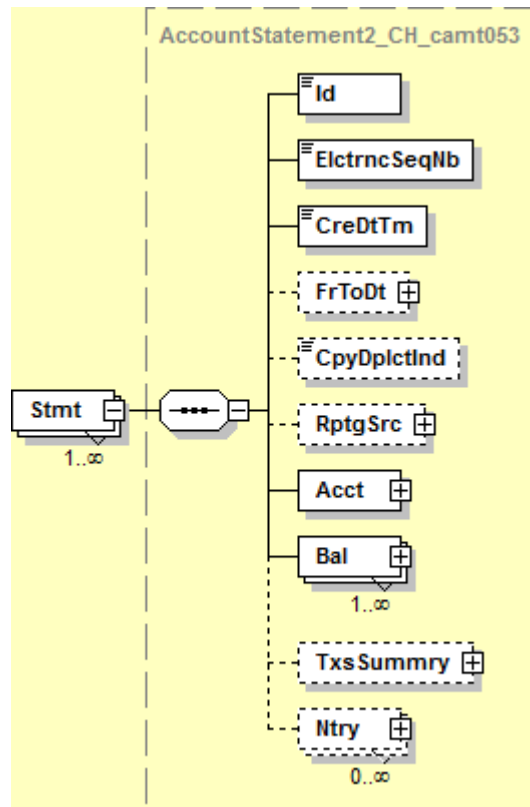 AccountStatement2_CH_camt053
Id
ElctrncSeqNb
CreDtTm
FrToDt
CpyDplctInd
Stmt
1..∞
RptgSrc
Acct
Bal
1..∞
TxsSummry
Ntry
0..∞